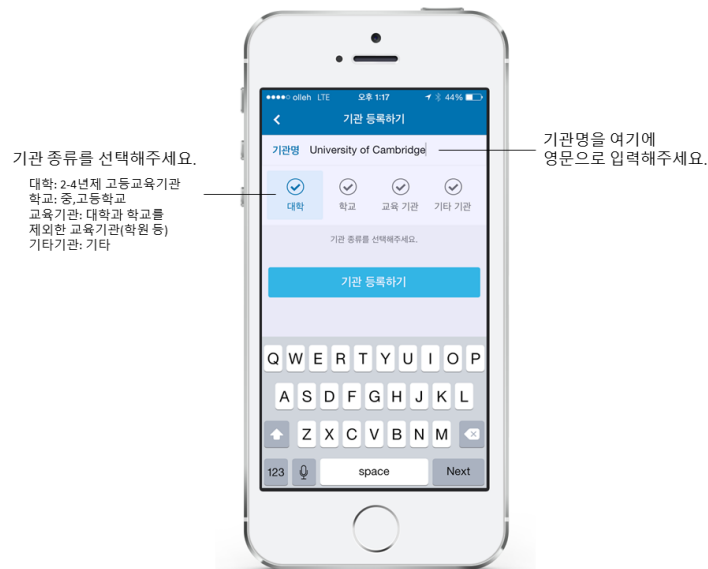 olleh LTE 오후 1:17 44%
기관 등록하기
기관명 University of Cambridge
기관명을 여기에
영문으로 입력해주세요.
기관 종류를 선택해주세요.
대학: 2-4년제 고등교육기관
학교: 중,고등학교
교육기관: 대학과 학교를
제외한 교육기관(학원 등)
기타기관: 기타
대학 학교 교육 기관 기타 기관
기관 종류를 선택해주세요.
기관 등록하기
Q W E R T Y U I O P
A S D F G H J K L
Z X C V B N M
123 space Next